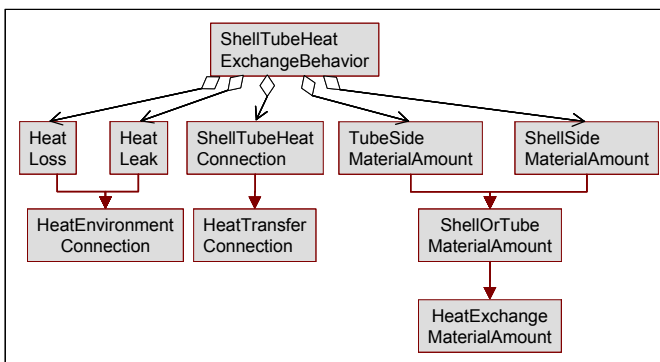 ShellTubeHeat
ExchangeBehavior
Heat
Loss
Heat
Leak
ShellTubeHeat
Connection
TubeSide
MaterialAmount
ShellSide
MaterialAmount
HeatEnvironment
Connection
HeatTransfer
Connection
ShellOrTube
MaterialAmount
HeatExchange
MaterialAmount